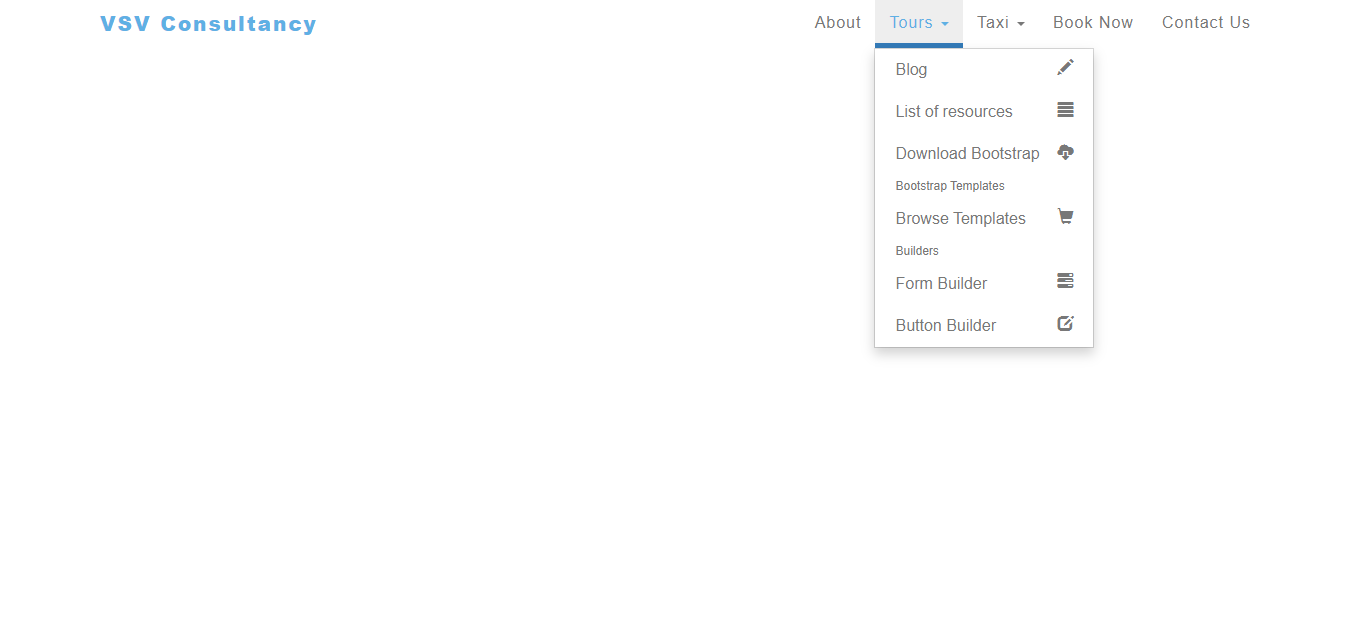 VSV Consultancy
About Tours Taxi Book Now Contact Us
Blog
List of resources
Download Bootstrap
Bootstrap Templates
Browse Templates
Builders
Form Builder
Button Builder